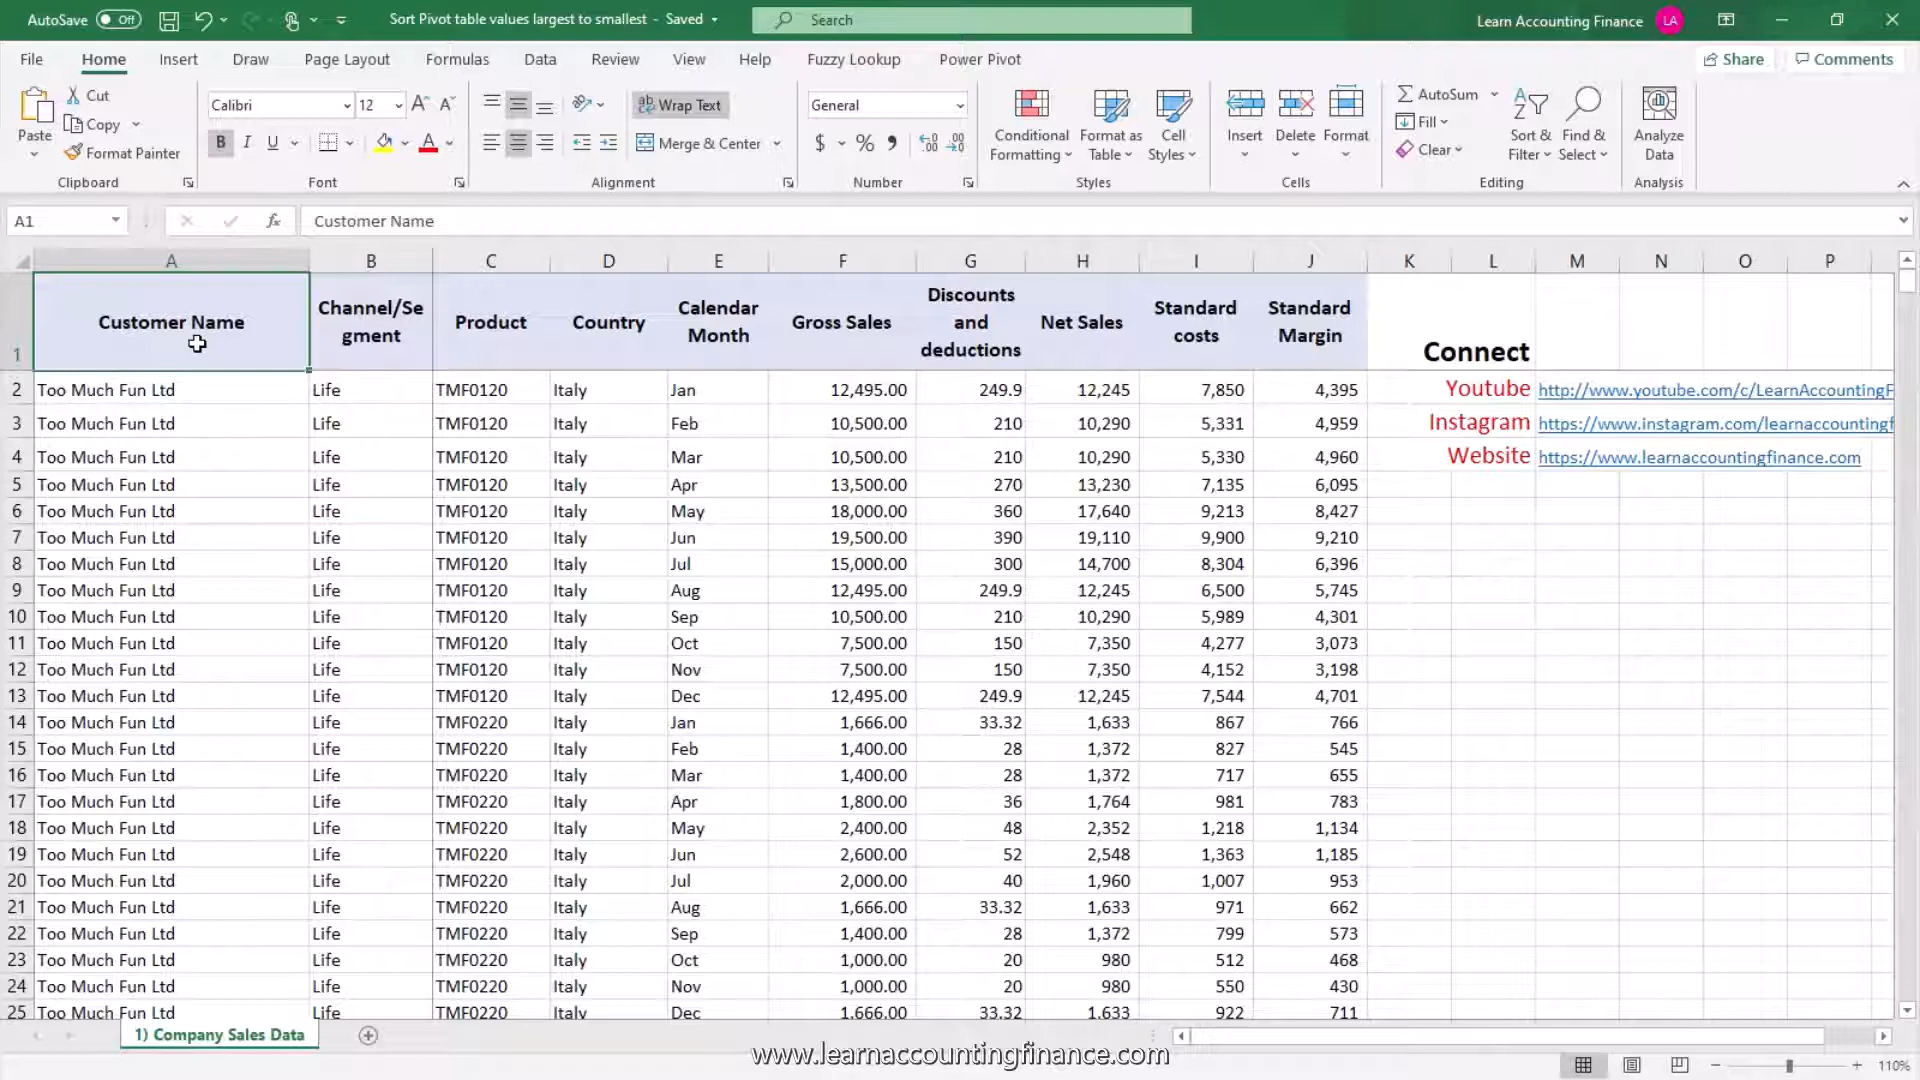 AutoSave Off Sort Pivot table values largest to smallest - Saved Search Learn Accounting Finance LA
File Home Insert Draw Page Layout Formulas Data Review View Help Fuzzy Lookup Power Pivot Share Comments
Paste Cut Copy Format Painter Clipboard
Calibri 12 A A B I U A Font
ab Wrap Text Merge & Center Alignment
General $ % 9 Number
Conditional Formatting Format as Table Cell Styles Styles
Insert Delete Format Cells
AutoSum Fill Clear Sort & Filter Find & Select Editing
Analyze Data Analysis
A1 fx Customer Name
A B C D E F G H I J K L M N O P
1 Customer Name Channel/Segment Product Country Calendar Month Gross Sales Discounts and deductions Net Sales Standard costs Standard Margin Connect
2 Too Much Fun Ltd Life TMF0120 Italy Jan 12,495.00 249.9 12,245 7,850 4,395 Youtube http://www.youtube.com/c/LearnAccountingF
3 Too Much Fun Ltd Life TMF0120 Italy Feb 10,500.00 210 10,290 5,331 4,959 Instagram https://www.instagram.com/learnaccountingf
4 Too Much Fun Ltd Life TMF0120 Italy Mar 10,500.00 210 10,290 5,330 4,960 Website https://www.learnaccountingfinance.com
5 Too Much Fun Ltd Life TMF0120 Italy Apr 13,500.00 270 13,230 7,135 6,095
6 Too Much Fun Ltd Life TMF0120 Italy May 18,000.00 360 17,640 9,213 8,427
7 Too Much Fun Ltd Life TMF0120 Italy Jun 19,500.00 390 19,110 9,900 9,210
8 Too Much Fun Ltd Life TMF0120 Italy Jul 15,000.00 300 14,700 8,304 6,396
9 Too Much Fun Ltd Life TMF0120 Italy Aug 12,495.00 249.9 12,245 6,500 5,745
10 Too Much Fun Ltd Life TMF0120 Italy Sep 10,500.00 210 10,290 5,989 4,301
11 Too Much Fun Ltd Life TMF0120 Italy Oct 7,500.00 150 7,350 4,277 3,073
12 Too Much Fun Ltd Life TMF0120 Italy Nov 7,500.00 150 7,350 4,152 3,198
13 Too Much Fun Ltd Life TMF0120 Italy Dec 12,495.00 249.9 12,245 7,544 4,701
14 Too Much Fun Ltd Life TMF0220 Italy Jan 1,666.00 33.32 1,633 867 766
15 Too Much Fun Ltd Life TMF0220 Italy Feb 1,400.00 28 1,372 827 545
16 Too Much Fun Ltd Life TMF0220 Italy Mar 1,400.00 28 1,372 717 655
17 Too Much Fun Ltd Life TMF0220 Italy Apr 1,800.00 36 1,764 981 783
18 Too Much Fun Ltd Life TMF0220 Italy May 2,400.00 48 2,352 1,218 1,134
19 Too Much Fun Ltd Life TMF0220 Italy Jun 2,600.00 52 2,548 1,363 1,185
20 Too Much Fun Ltd Life TMF0220 Italy Jul 2,000.00 40 1,960 1,007 953
21 Too Much Fun Ltd Life TMF0220 Italy Aug 1,666.00 33.32 1,633 971 662
22 Too Much Fun Ltd Life TMF0220 Italy Sep 1,400.00 28 1,372 799 573
23 Too Much Fun Ltd Life TMF0220 Italy Oct 1,000.00 20 980 512 468
24 Too Much Fun Ltd Life TMF0220 Italy Nov 1,000.00 20 980 550 430
25 Too Much Fun Ltd Life TMF0220 Italy Dec 1,666.00 33.32 1,633 922 711
1) Company Sales Data
www.learnaccountingfinance.com
110%